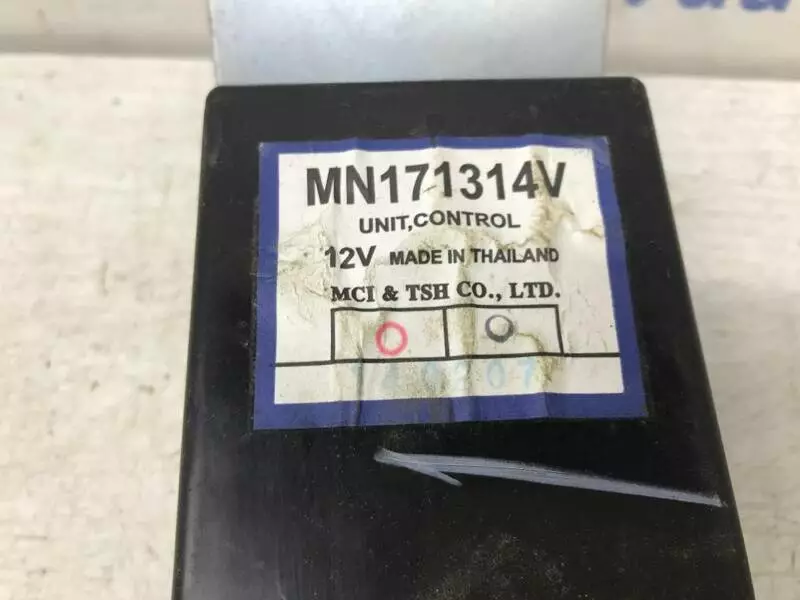 MN171314V
UNIT,CONTROL
12V MADE IN THAILAND
MCI & TSH CO., LTD.